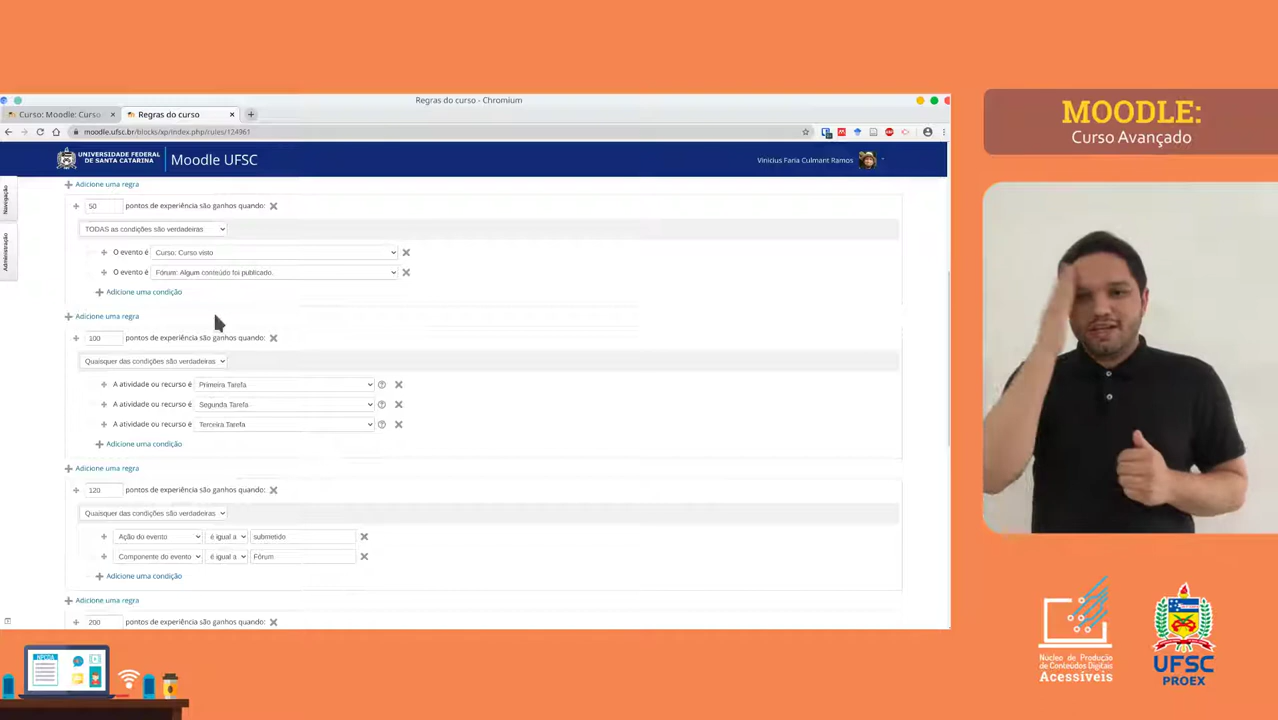 Regras do curso - Chromium
Curso: Moodle: Curso
Regras do curso
moodle.ufsc.br/blocks/xp/index.php/rules/124961
UNIVERSIDADE FEDERAL
DE SANTA CATARINA
Moodle UFSC
Vinicius Faria Culmant Ramos
Navegação
Administração
Adicione uma regra
50 pontos de experiência são ganhos quando:
TODAS as condições são verdadeiras
O evento é Curso: Curso visto
O evento é Fórum: Algum conteúdo foi publicado.
Adicione uma condição
Adicione uma regra
100 pontos de experiência são ganhos quando:
Quaisquer das condições são verdadeiras
A atividade ou recurso é Primeira Tarefa
A atividade ou recurso é Segunda Tarefa
A atividade ou recurso é Terceira Tarefa
Adicione uma condição
Adicione uma regra
120 pontos de experiência são ganhos quando:
Quaisquer das condições são verdadeiras
Ação do evento é igual a submetido
Componente do evento é igual a Fórum
Adicione uma condição
Adicione uma regra
200 pontos de experiência são ganhos quando:
MOODLE:
Curso Avançado
Núcleo de Produção
de Conteúdos Digitais
Acessíveis
UFSC
PROEX